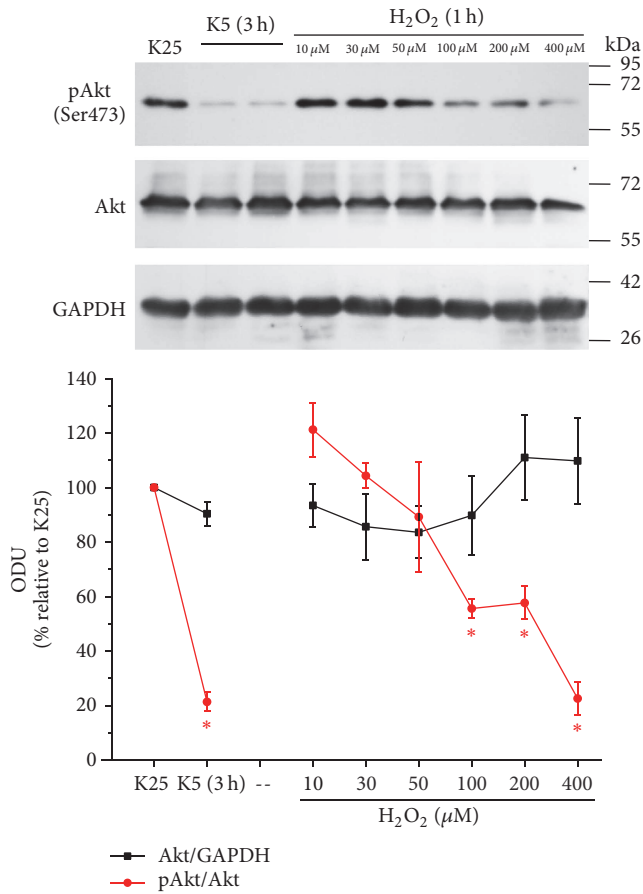 K25 K5 (3 h) H₂O₂ (1 h) kDa
10 μM 30 μM 50 μM 100 μM 200 μM 400 μM
95
pAkt (Ser473) 72
55
Akt 72
55
GAPDH 42
26
140
120
100
80
60
40
20
0
ODU
(% relative to K25)
* * * *
K25 K5 (3 h) -- 10 30 50 100 200 400
H₂O₂ (μM)
Akt/GAPDH
pAkt/Akt